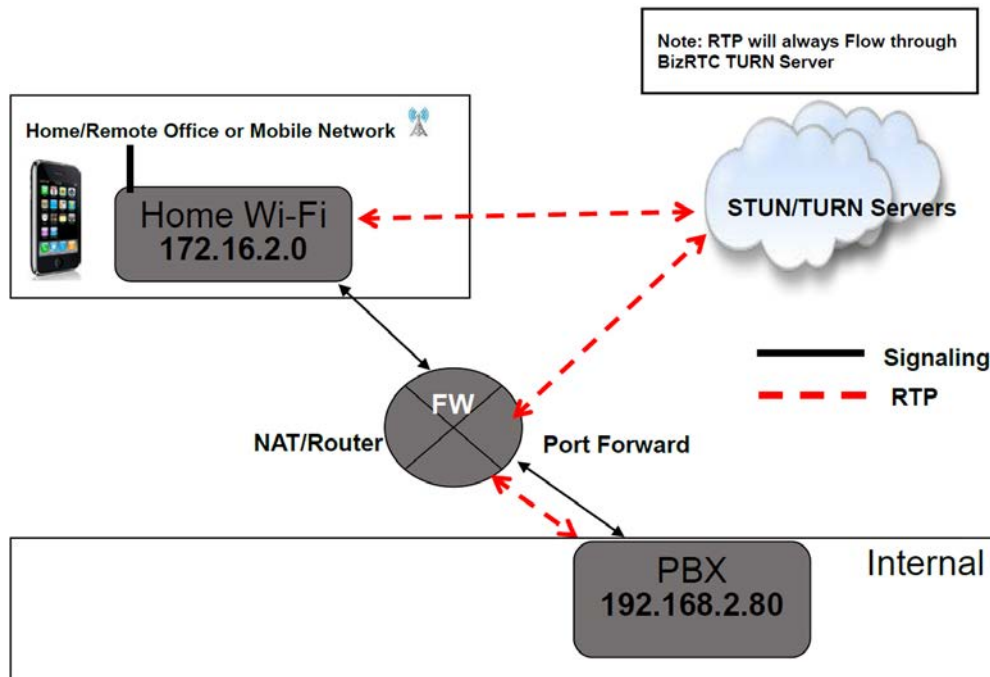 Note: RTP will always Flow through
BizRTC TURN Server
Home/Remote Office or Mobile Network
Home Wi-Fi
172.16.2.0
STUN/TURN Servers
Signaling
RTP
FW
NAT/Router
Port Forward
Internal
PBX
192.168.2.80